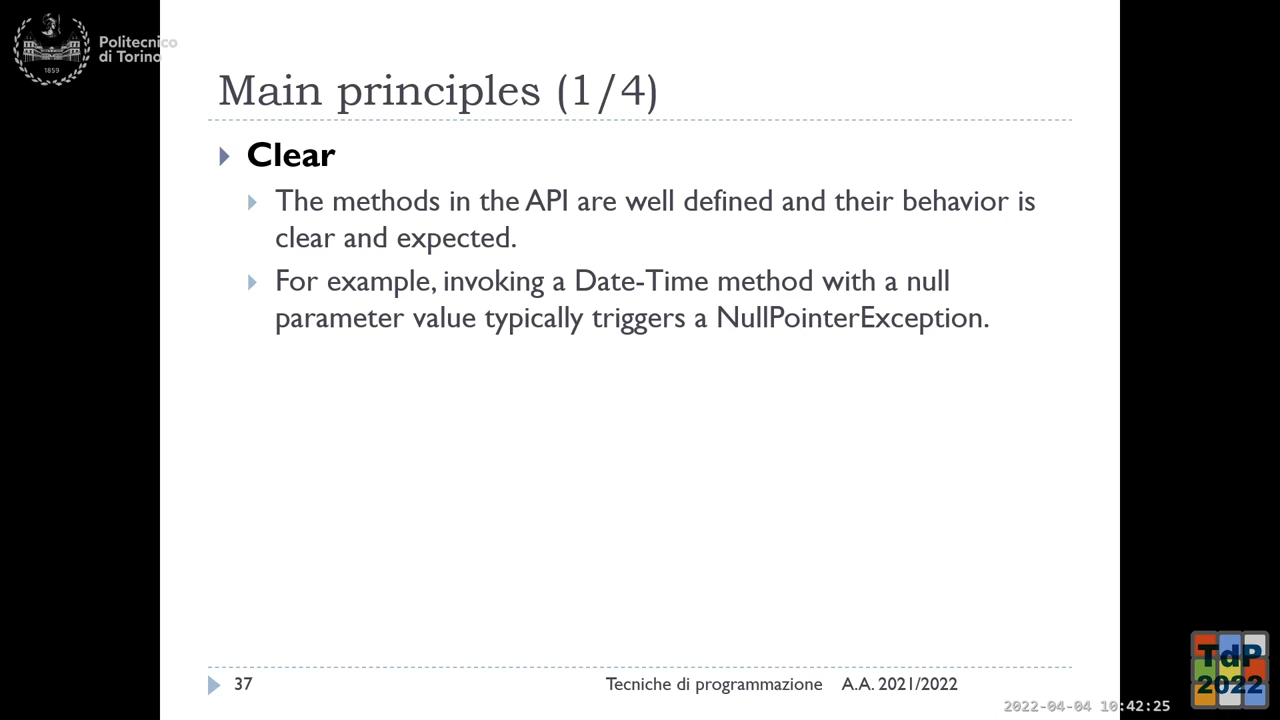 Politecnico
di Torino
1859
Main principles (1/4)
Clear
The methods in the API are well defined and their behavior is
clear and expected.
For example, invoking a Date-Time method with a null
parameter value typically triggers a NullPointerException.
37
Tecniche di programmazione A.A. 2021/2022
2022-04-04 10:42:25
TdP
2022